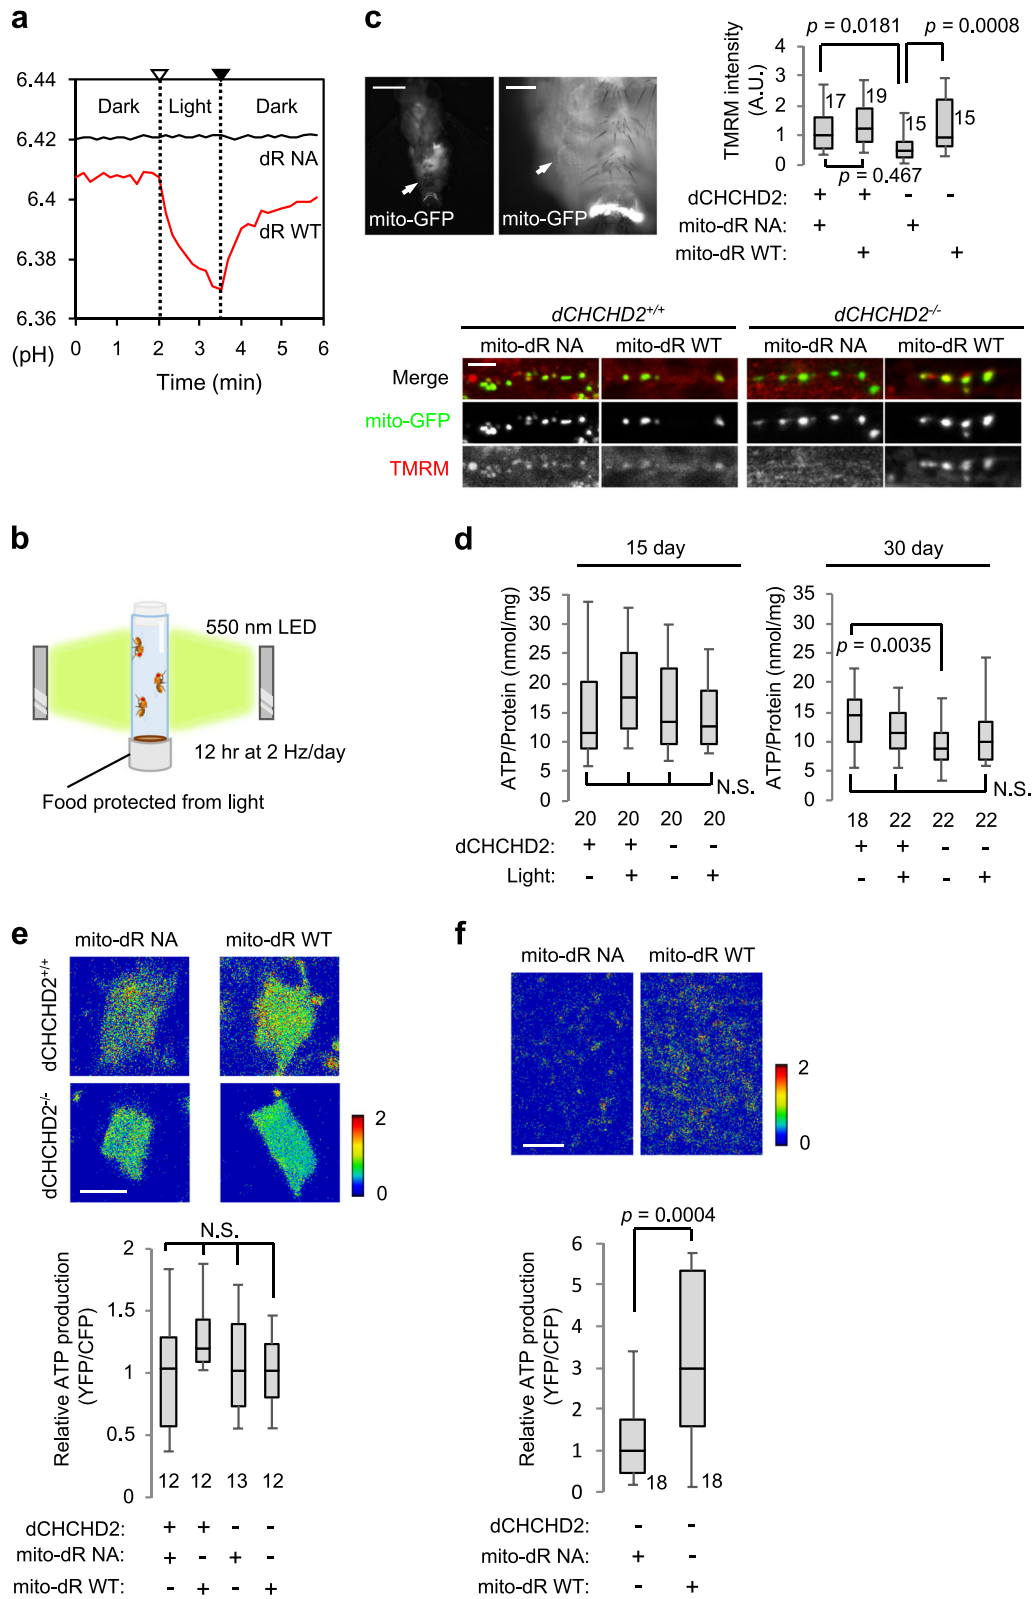 a
6.44
6.42
6.4
6.38
6.36
(pH)
Dark
Light
Dark
dR NA
dR WT
0 1 2 3 4 5 6
Time (min)
b
550 nm LED
12 hr at 2 Hz/day
Food protected from light
c
mito-GFP
mito-GFP
TMRM intensity
(A.U.)
4
3
2
1
0
p = 0.0181
p = 0.0008
17
19
15
15
p = 0.467
dCHCHD2: + + - -
mito-dR NA: + +
mito-dR WT: + +
dCHCHD2+/+
dCHCHD2-/-
mito-dR NA
mito-dR WT
mito-dR NA
mito-dR WT
Merge
mito-GFP
TMRM
d
15 day
ATP/Protein (nmol/mg)
35
30
25
20
15
10
5
0
N.S.
20 20 20 20
dCHCHD2: + + - -
Light: - + - +
30 day
ATP/Protein (nmol/mg)
35
30
25
20
15
10
5
0
p = 0.0035
N.S.
18 22 22 22
+ + - -
- + - +
e
mito-dR NA
mito-dR WT
dCHCHD2+/+
dCHCHD2-/-
2
0
Relative ATP production
(YFP/CFP)
2
1.5
1
0.5
0
N.S.
12 12 13 12
dCHCHD2: + + - -
mito-dR NA: + - + -
mito-dR WT: - + - +
f
mito-dR NA
mito-dR WT
2
0
Relative ATP production
(YFP/CFP)
6
5
4
3
2
1
0
p = 0.0004
18
18
dCHCHD2: - -
mito-dR NA: + -
mito-dR WT: - +